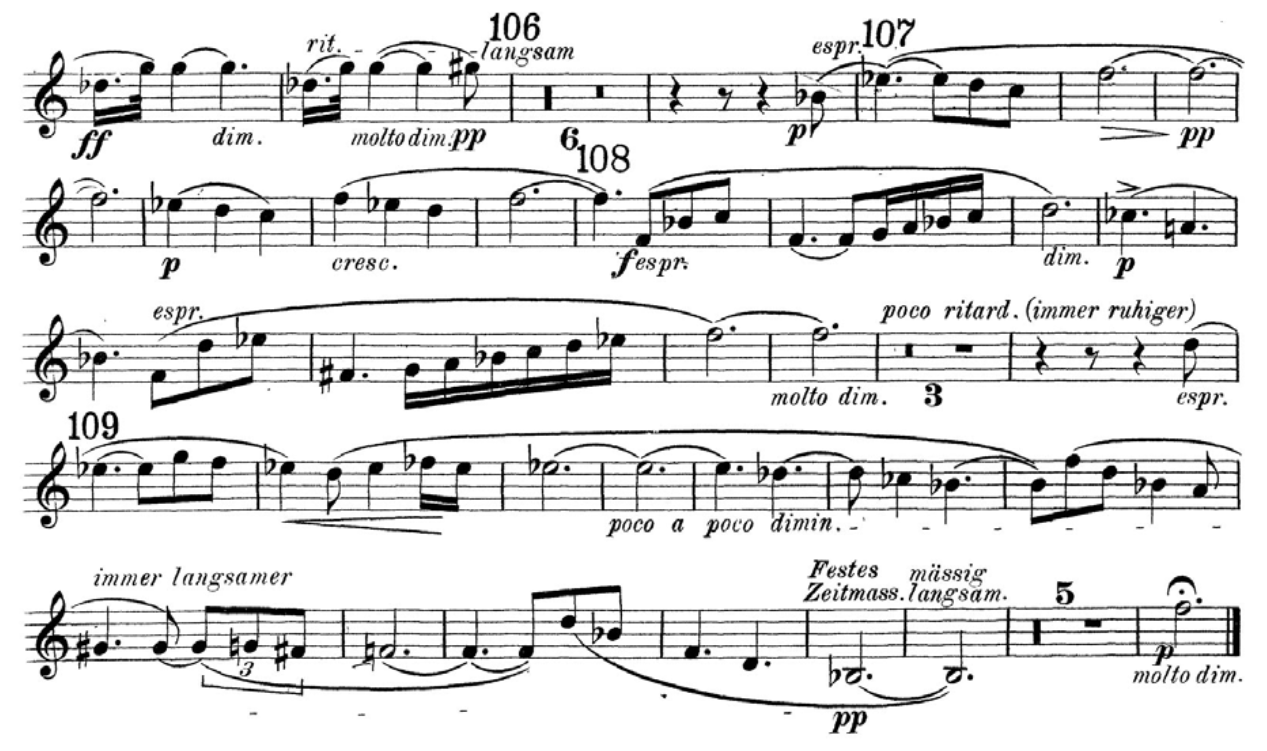 106
rit. langsam espr. 107
ff dim. molto dim. pp 6 p pp
108
p cresc. f espr. dim. p
espr. poco ritard. (immer ruhiger)
molto dim. 3 espr.
109
poco a poco dimin.
immer langsamer Festes mässig
Zeitmass. langsam. 5
3 p
molto dim.
pp